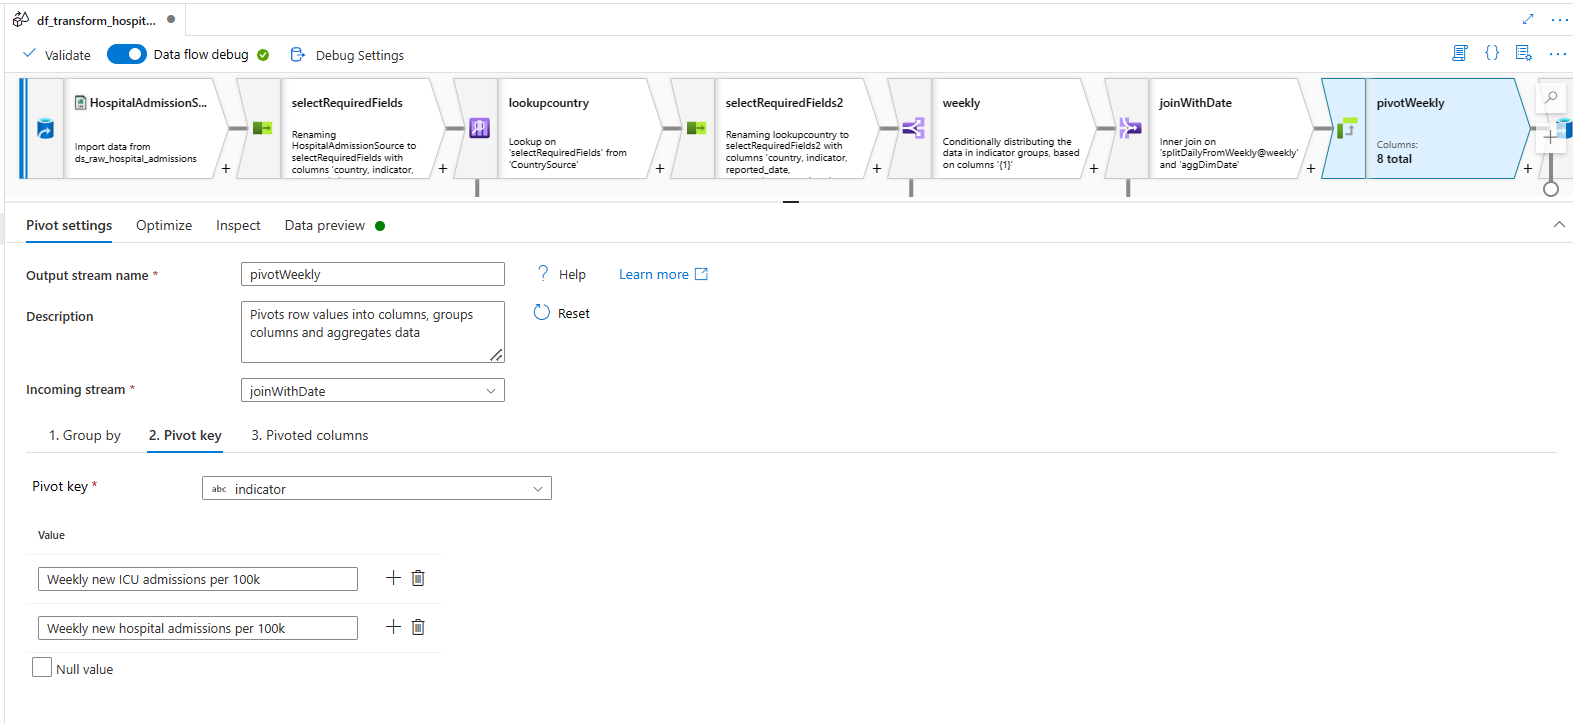 df_transform_hospit...
Validate
Data flow debug
Debug Settings
HospitalAdmissionS...
Import data from
ds_raw_hospital_admissions
+
selectRequiredFields
Renaming
HospitalAdmissionSource to
selectRequiredFields with
columns 'country, indicator,
+
lookupcountry
Lookup on
'selectRequiredFields' from
'CountrySource'
+
selectRequiredFields2
Renaming lookupcountry to
selectRequiredFields2 with
columns 'country, indicator,
reported_date,
+
weekly
Conditionally distributing the
data in indicator groups, based
on columns '{1}'
+
joinWithDate
Inner join on
'splitDailyFromWeekly@weekly'
and 'aggDimDate'
+
pivotWeekly
Columns:
8 total
+
Pivot settings
Optimize
Inspect
Data preview
Output stream name *
pivotWeekly
? Help
Learn more
Description
Pivots row values into columns, groups
columns and aggregates data
Reset
Incoming stream *
joinWithDate
1. Group by
2. Pivot key
3. Pivoted columns
Pivot key *
abc indicator
Value
Weekly new ICU admissions per 100k
Weekly new hospital admissions per 100k
Null value